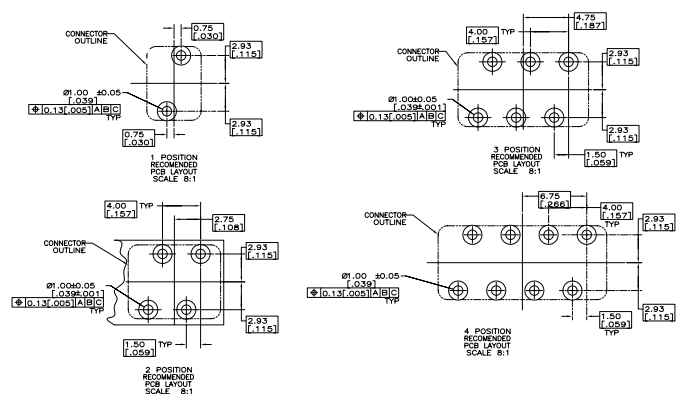 0.75
[.030]
CONNECTOR
OUTLINE
2.93
[.115]
Ø1.00 ±0.05
[.039]
⌖ 0.13[.005] A B C
TYP
0.75
[.030]
2.93
[.115]
1 POSITION
RECOMENDED
PCB LAYOUT
SCALE 8:1
4.75
[.187]
4.00 TYP
[.157]
CONNECTOR
OUTLINE
2.93
[.115]
Ø1.00±0.05
[.039±.001]
⌖ 0.13[.005] A B C
TYP
2.93
[.115]
1.50 TYP
[.059]
3 POSITION
RECOMMENDED
PCB LAYOUT
SCALE 8:1
4.00 TYP
[.157]
2.75
[.108]
CONNECTOR
OUTLINE
2.93
[.115]
Ø1.00±0.05
[.039±.001]
⌖ 0.13[.005] A B C
TYP
2.93
[.115]
1.50 TYP
[.059]
2 POSITION
RECOMMENDED
PCB LAYOUT
SCALE 8:1
6.75
[.266]
4.00
[.157]
TYP
CONNECTOR
OUTLINE
2.93
[.115]
Ø1.00 ±0.05
[.039]
⌖ 0.13[.005] A B C
TYP
2.93
[.115]
1.50
[.059]
TYP
4 POSITION
RECOMMENDED
PCB LAYOUT
SCALE 8:1